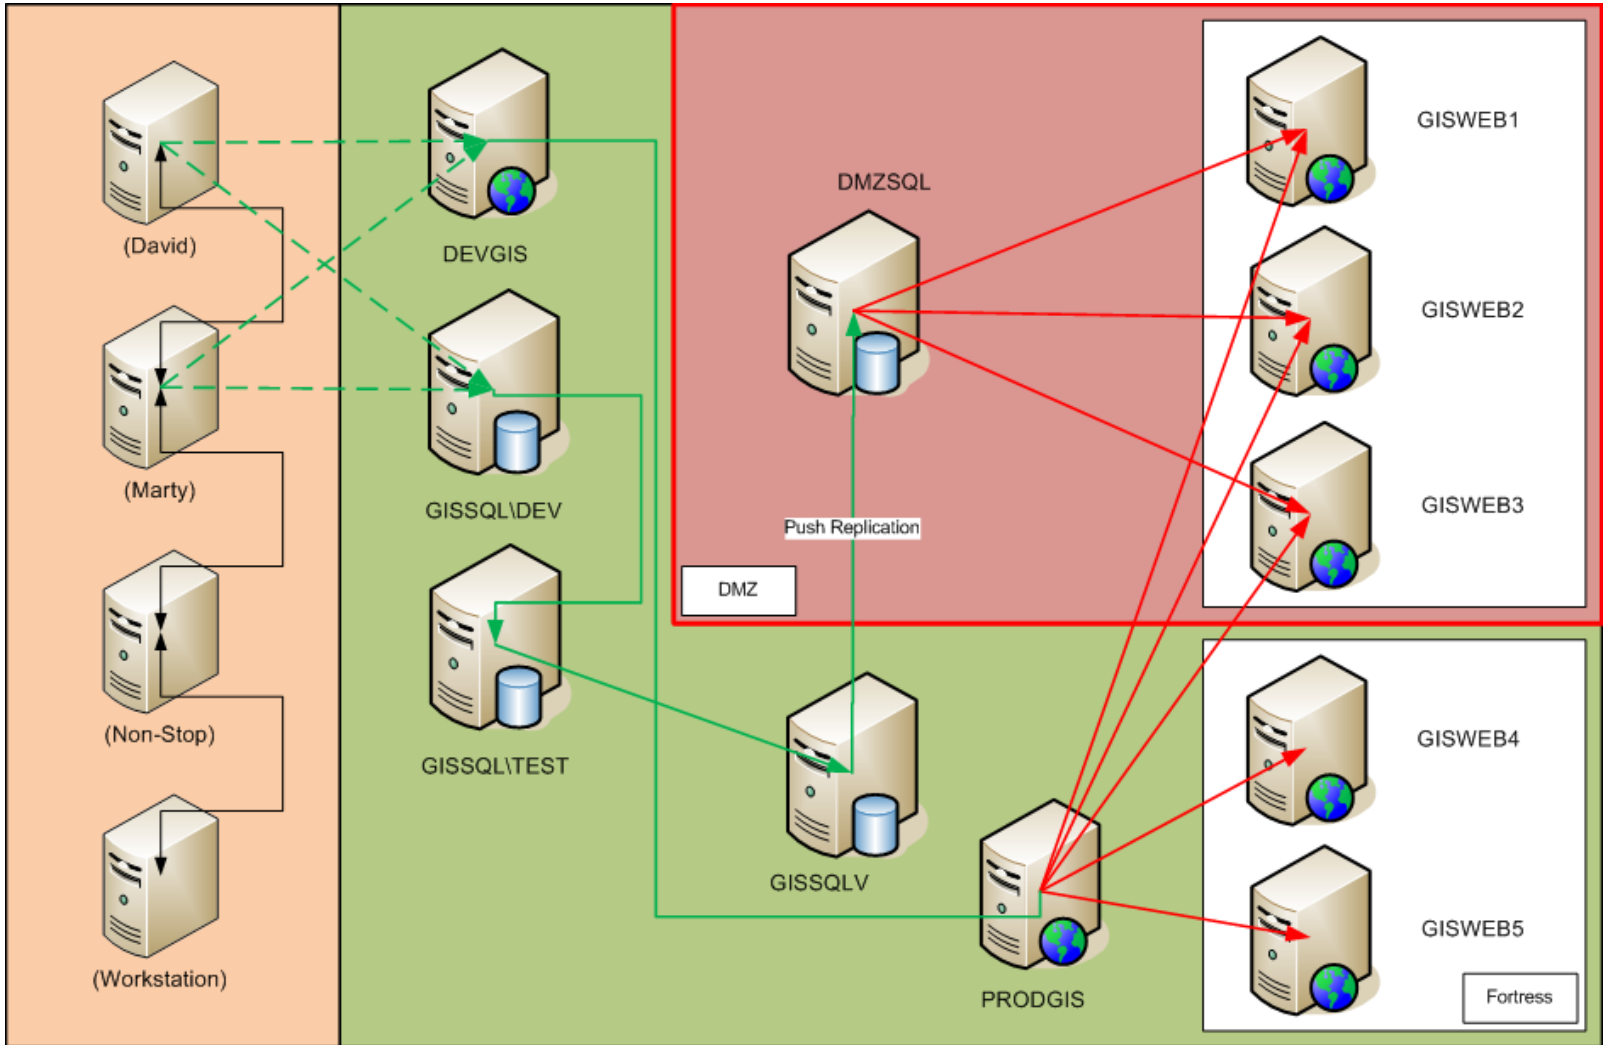 (David)
(Marty)
(Non-Stop)
(Workstation)
DEVGIS
GISSQL\DEV
GISSQL\TEST
DMZSQL
Push Replication
DMZ
GISSQLV
PRODGIS
GISWEB1
GISWEB2
GISWEB3
GISWEB4
GISWEB5
Fortress